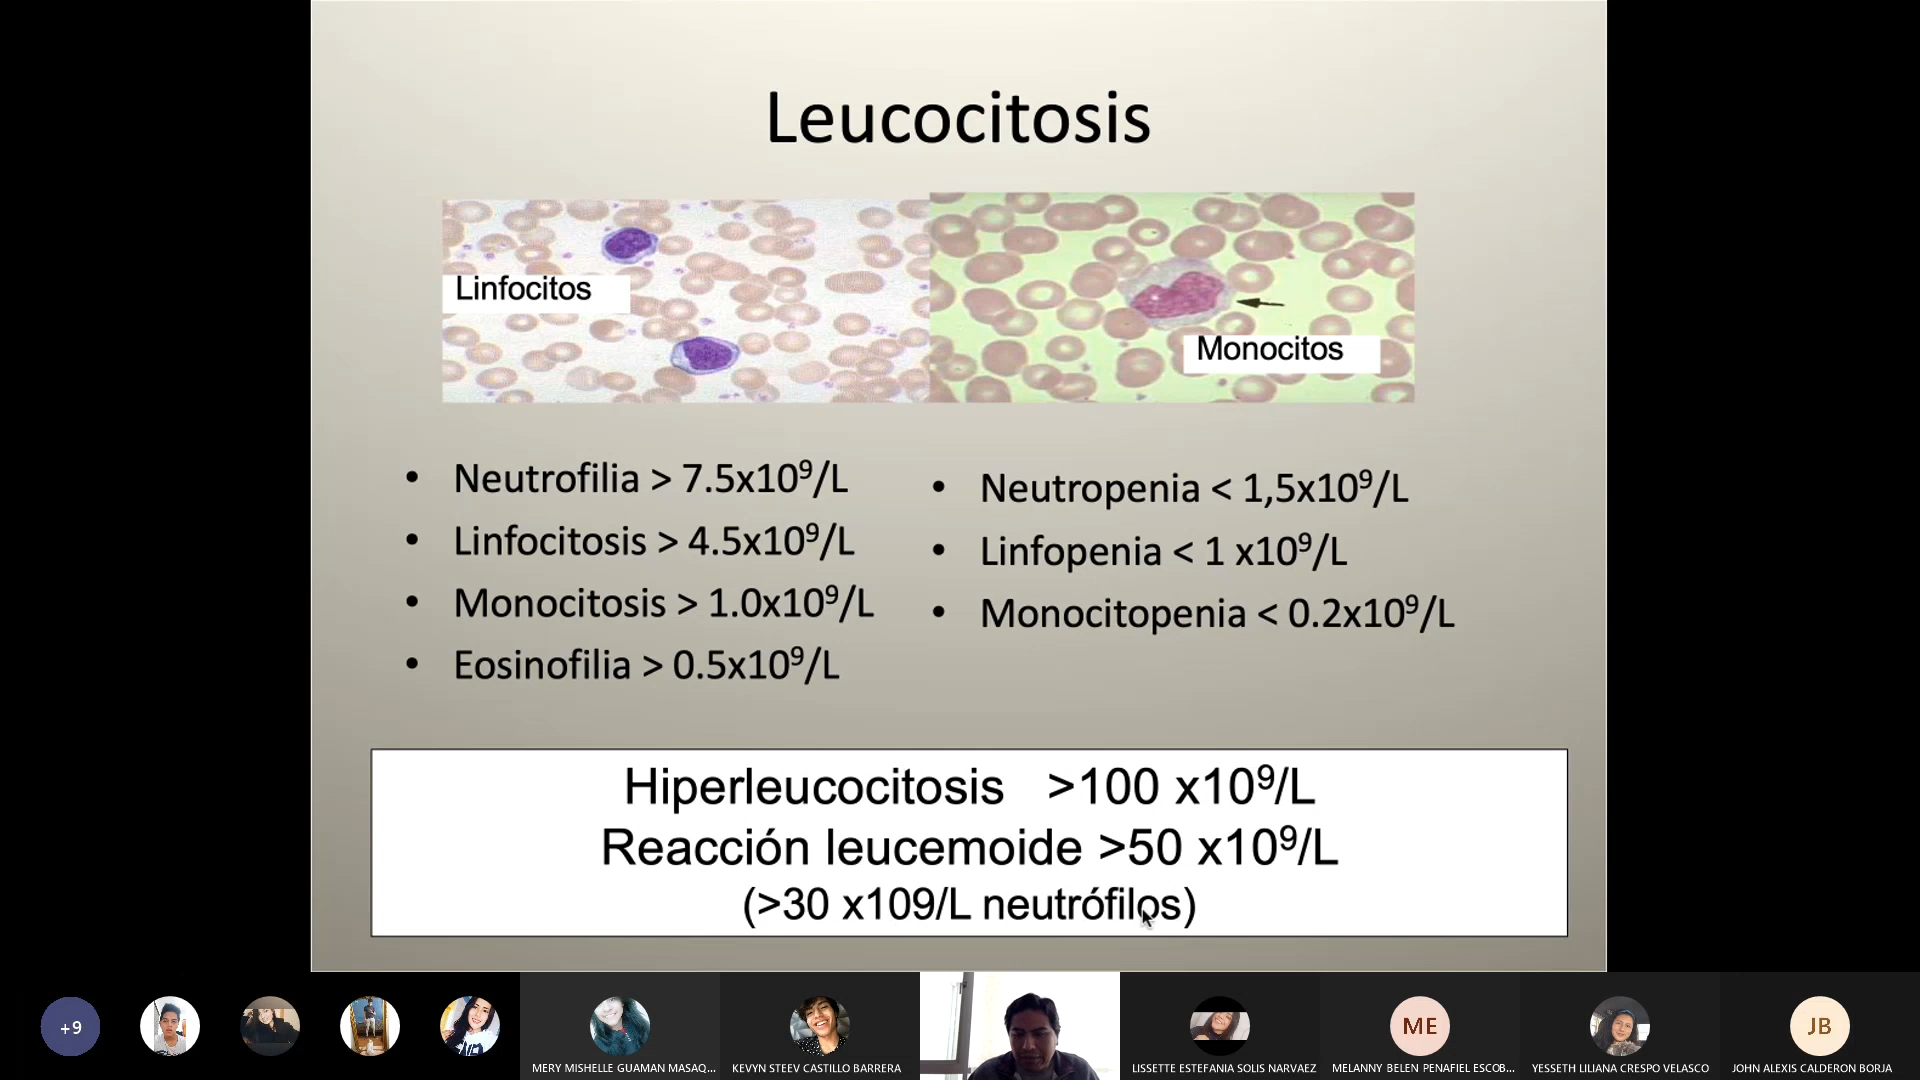 Leucocitosis
Linfocitos
Monocitos
• Neutrofilia > 7.5x10⁹/L
• Linfocitosis > 4.5x10⁹/L
• Monocitosis > 1.0x10⁹/L
• Eosinofilia > 0.5x10⁹/L
• Neutropenia < 1,5x10⁹/L
• Linfopenia < 1 x10⁹/L
• Monocitopenia < 0.2x10⁹/L
Hiperleucocitosis >100 x10⁹/L
Reacción leucemoide >50 x10⁹/L
(>30 x109/L neutrófilos)
+9
MERY MISHELLE GUAMAN MASAQ...
KEVYN STEEV CASTILLO BARRERA
LISSETTE ESTEFANIA SOLIS NARVAEZ
ME
MELANNY BELEN PENAFIEL ESCOB...
YESSETH LILIANA CRESPO VELASCO
JB
JOHN ALEXIS CALDERON BORJA